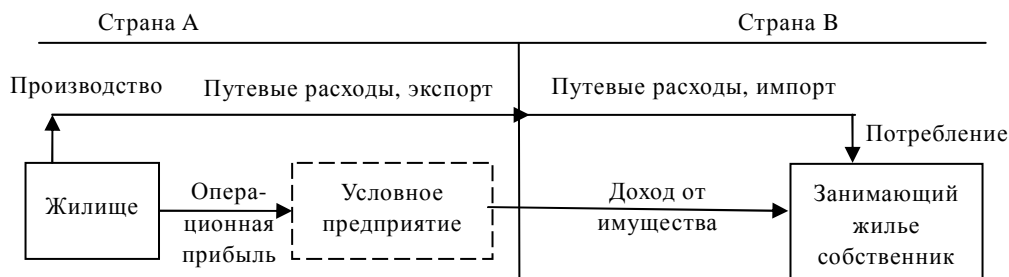 Страна А
Страна В
Производство
Путевые расходы, экспорт
Путевые расходы, импорт
Потребление
Жилище
Опера-
ционная
прибыль
Условное
предприятие
Доход от
имущества
Занимающий
жилье
собственник